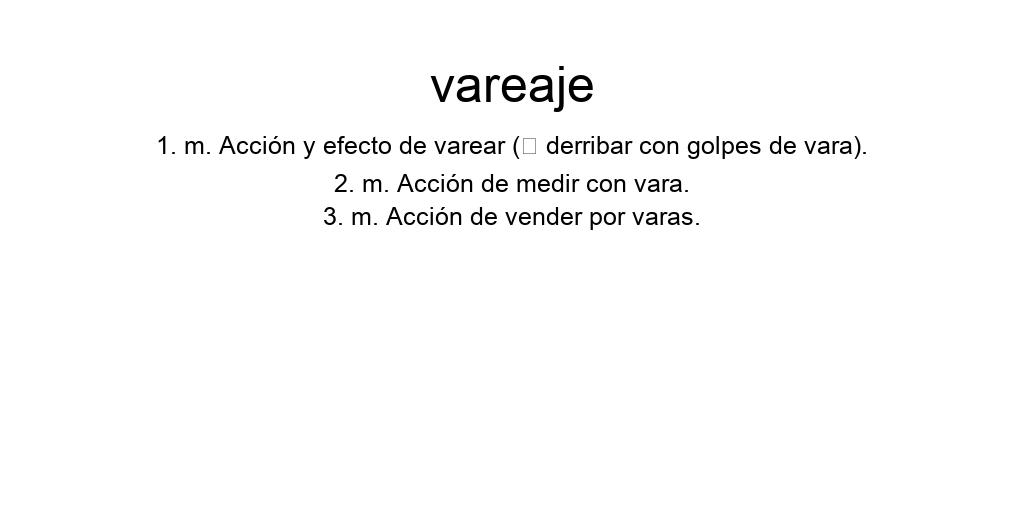 vareaje
1. m. Acción y efecto de varear (□ derribar con golpes de vara).
2. m. Acción de medir con vara.
3. m. Acción de vender por varas.